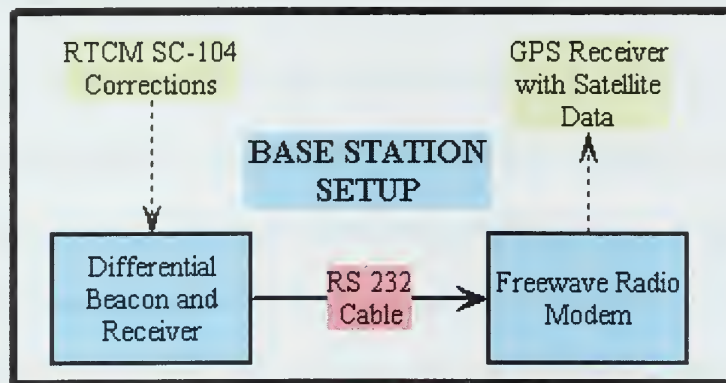 RTCM SC-104
Corrections
GPS Receiver
with Satellite
Data
BASE STATION
SETUP
Differential
Beacon and
Receiver
RS 232
Cable
Freewave Radio
Modem